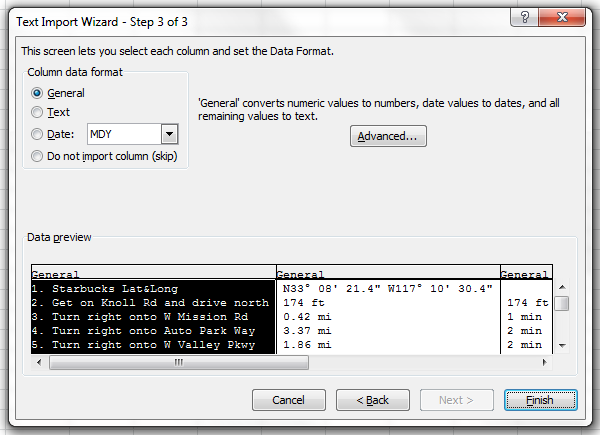 Text Import Wizard - Step 3 of 3
This screen lets you select each column and set the Data Format.
Column data format
General
Text
Date: MDY
Do not import column (skip)
'General' converts numeric values to numbers, date values to dates, and all
remaining values to text.
Advanced...
Data preview
General General General
1. Starbucks Lat&Long N33° 08' 21.4" W117° 10' 30.4"
2. Get on Knoll Rd and drive north 174 ft 174 ft
3. Turn right onto W Mission Rd 0.42 mi 1 min
4. Turn right onto Auto Park Way 3.37 mi 2 min
5. Turn right onto W Valley Pkwy 1.86 mi 2 min
Cancel < Back Next > Finish